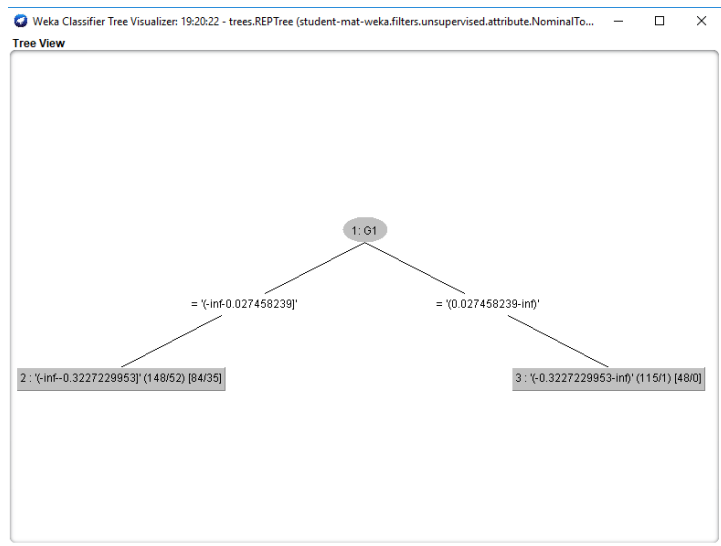 Weka Classifier Tree Visualizer: 19:20:22 - trees.REPTree (student-mat-weka.filters.unsupervised.attribute.NominalTo...
Tree View
1: G1
= '(-inf-0.027458239]'
= '(0.027458239-inf)'
2 : '(-inf--0.3227229953]' (148/52) [84/35]
3 : '(-0.3227229953-inf)' (115/1) [48/0]